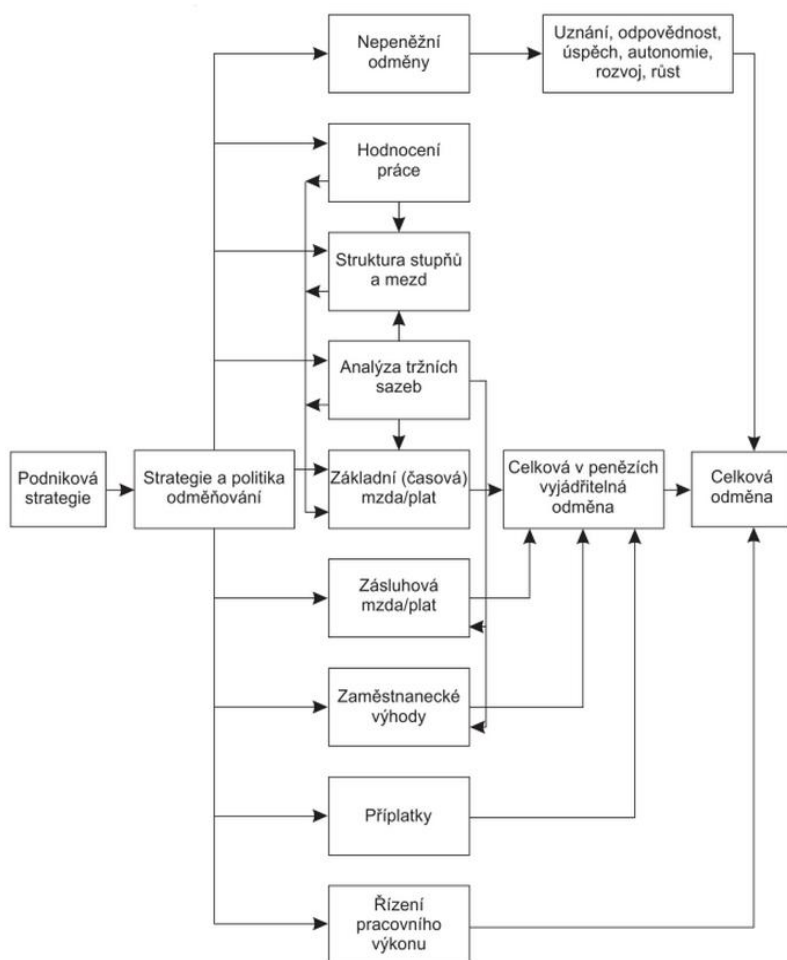 Nepeněžní
odměny
Uznání, odpovědnost,
úspěch, autonomie,
rozvoj, růst
Hodnocení
práce
Struktura stupňů
a mezd
Analýza tržních
sazeb
Podniková
strategie
Strategie a politika
odměňování
Základní (časová)
mzda/plat
Celková v penězích
vyjádřitelná
odměna
Celková
odměna
Zásluhová
mzda/plat
Zaměstnanecké
výhody
Příplatky
Řízení
pracovního
výkonu